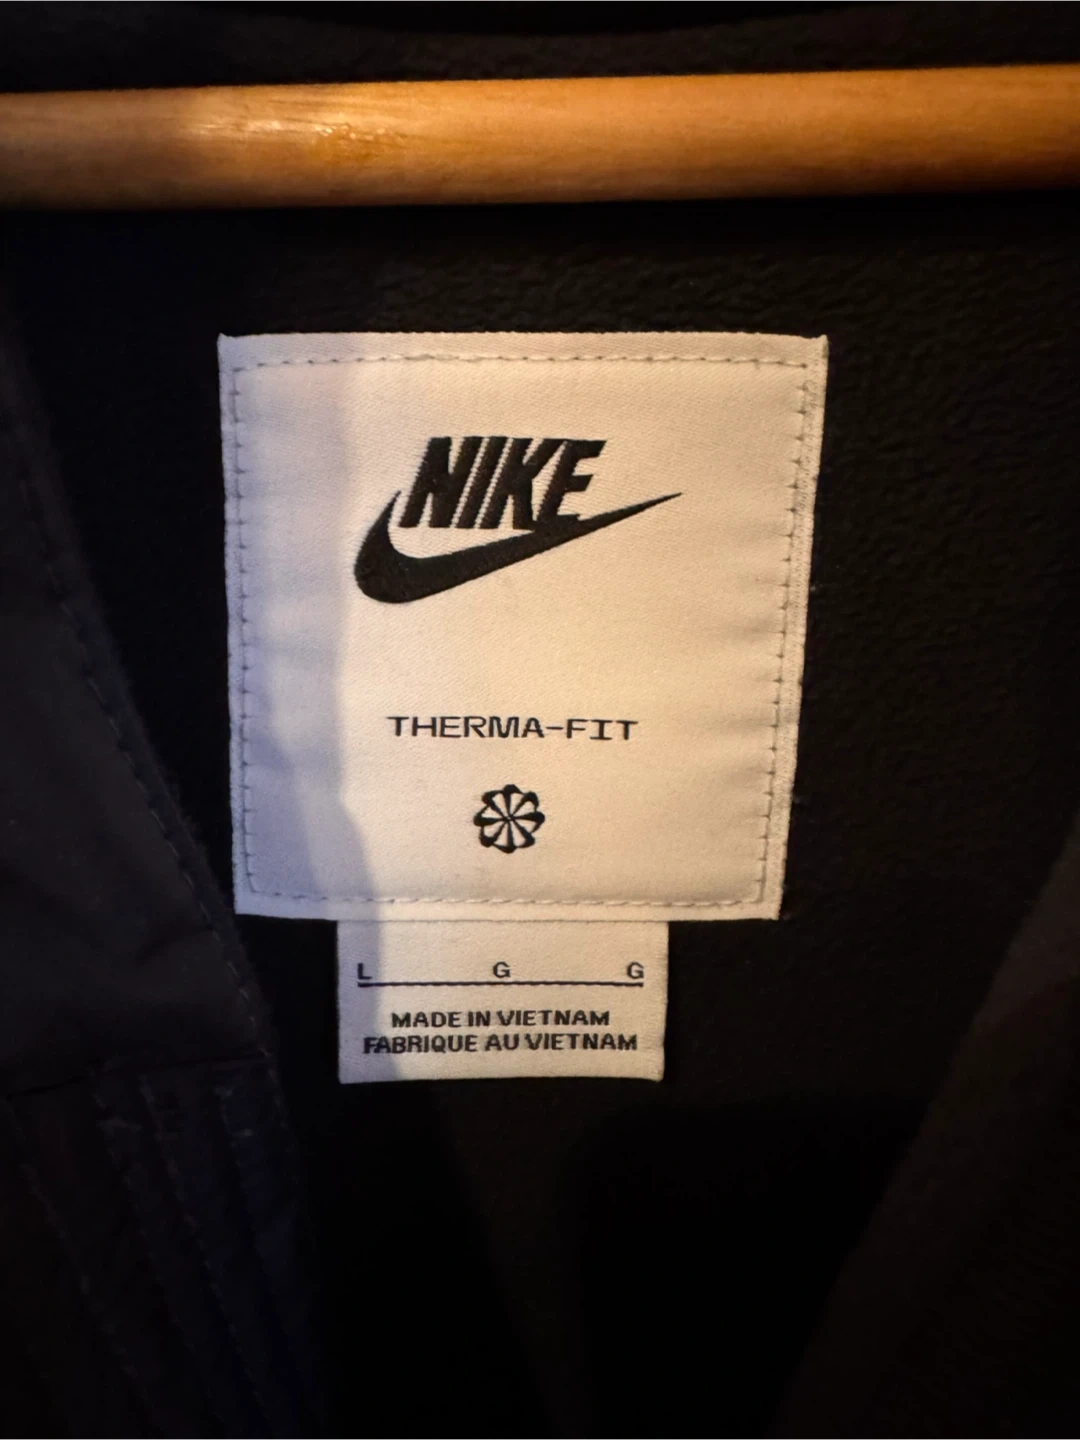 NIKE
THERMA-FIT
L G G
MADE IN VIETNAM
FABRIQUE AU VIETNAM